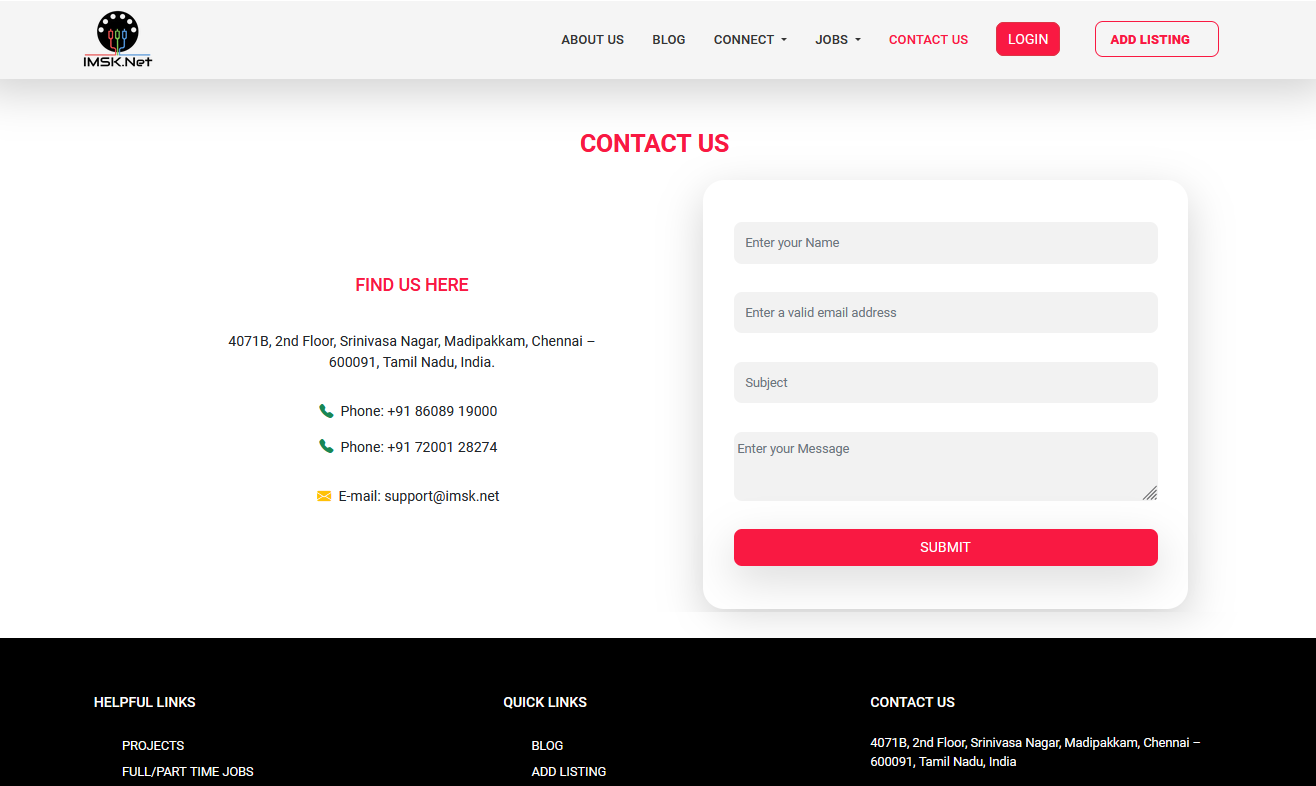 IMSK.Net
ABOUT US
BLOG
CONNECT
JOBS
CONTACT US
LOGIN
ADD LISTING
CONTACT US
FIND US HERE
4071B, 2nd Floor, Srinivasa Nagar, Madipakkam, Chennai –
600091, Tamil Nadu, India.
Phone: +91 86089 19000
Phone: +91 72001 28274
E-mail: support@imsk.net
Enter your Name
Enter a valid email address
Subject
Enter your Message
SUBMIT
HELPFUL LINKS
PROJECTS
FULL/PART TIME JOBS
QUICK LINKS
BLOG
ADD LISTING
CONTACT US
4071B, 2nd Floor, Srinivasa Nagar, Madipakkam, Chennai –
600091, Tamil Nadu, India